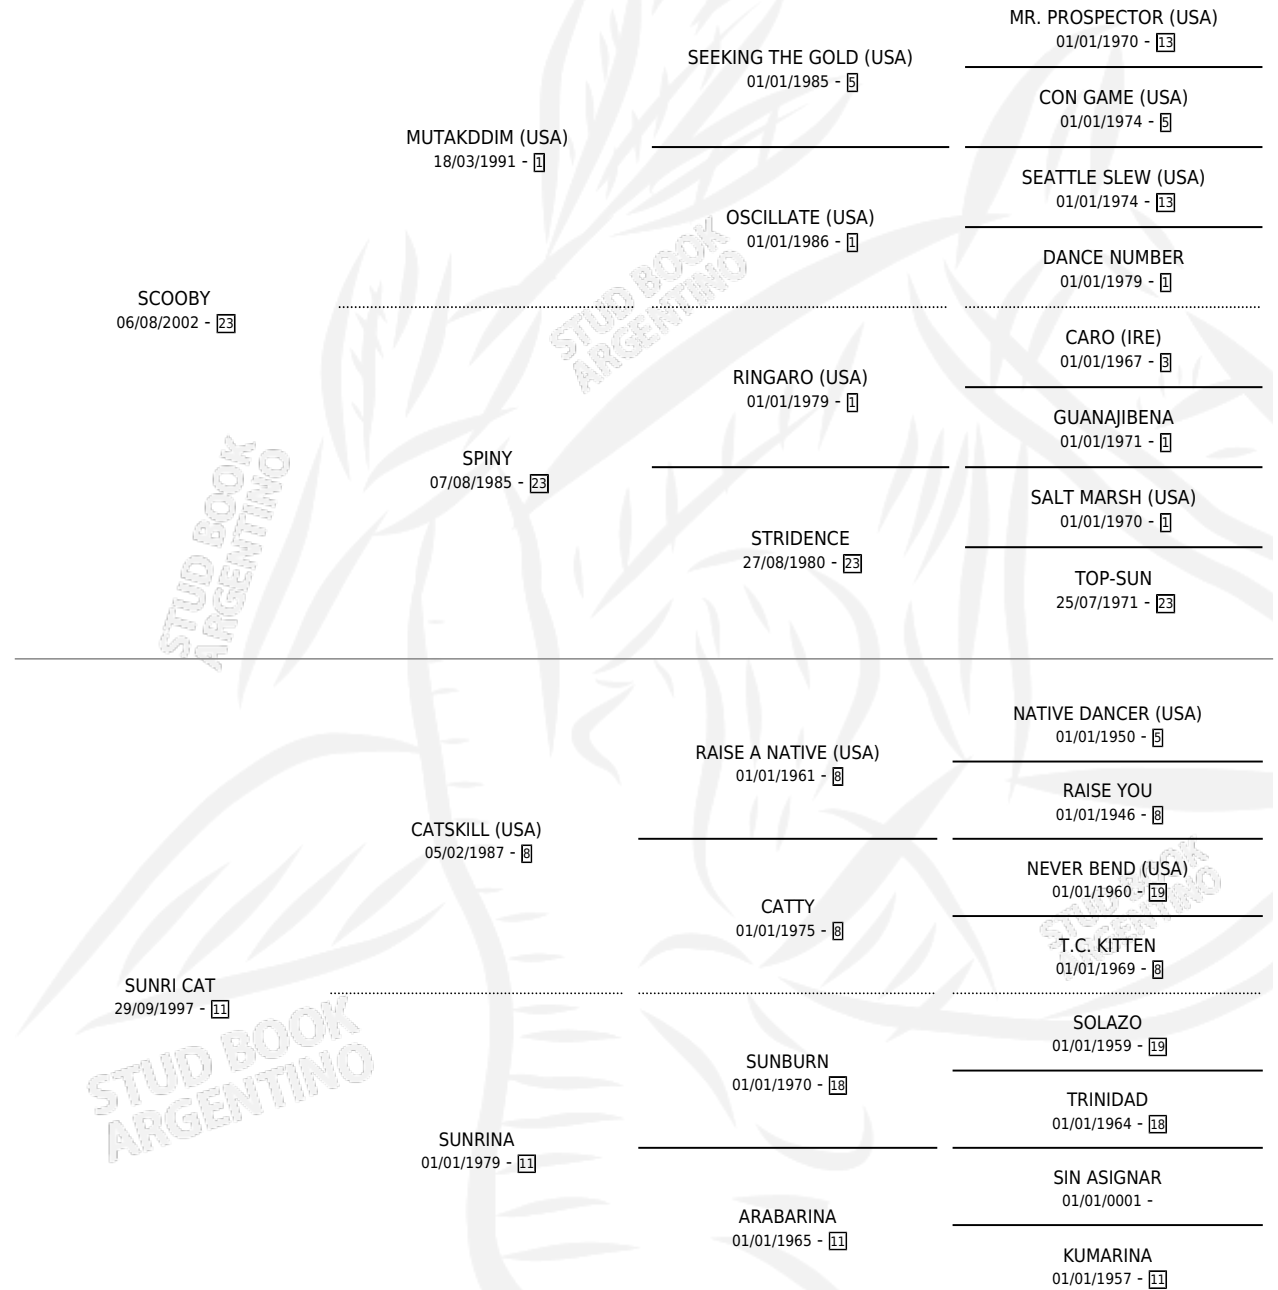 MR. PROSPECTOR (USA)
01/01/1970 - 13
SEEKING THE GOLD (USA)
01/01/1985 - 5
CON GAME (USA)
01/01/1974 - 5
MUTAKDDIM (USA)
18/03/1991 - 1
SEATTLE SLEW (USA)
01/01/1974 - 13
OSCILLATE (USA)
01/01/1986 - 1
DANCE NUMBER
01/01/1979 - 1
SCOOBY
06/08/2002 - 23
STUD BOOK
ARGENTINO
CARO (IRE)
01/01/1967 - 3
RINGARO (USA)
01/01/1979 - 1
GUANAJIBENA
01/01/1971 - 1
SPINY
07/08/1985 - 23
SALT MARSH (USA)
01/01/1970 - 1
STRIDENCE
27/08/1980 - 23
TOP-SUN
25/07/1971 - 23
STUD BOOK
ARGENTINO
NATIVE DANCER (USA)
01/01/1950 - 5
RAISE A NATIVE (USA)
01/01/1961 - 8
RAISE YOU
01/01/1946 - 8
CATSKILL (USA)
05/02/1987 - 8
NEVER BEND (USA)
01/01/1960 - 19
CATTY
01/01/1975 - 8
T.C. KITTEN
01/01/1969 - 8
STUD BOOK
ARGENTINO
SUNRI CAT
29/09/1997 - 11
SOLAZO
01/01/1959 - 19
SUNBURN
01/01/1970 - 18
TRINIDAD
01/01/1964 - 18
STUD BOOK
ARGENTINO
SUNRINA
01/01/1979 - 11
SIN ASIGNAR
01/01/0001 -
ARABARINA
01/01/1965 - 11
KUMARINA
01/01/1957 - 11